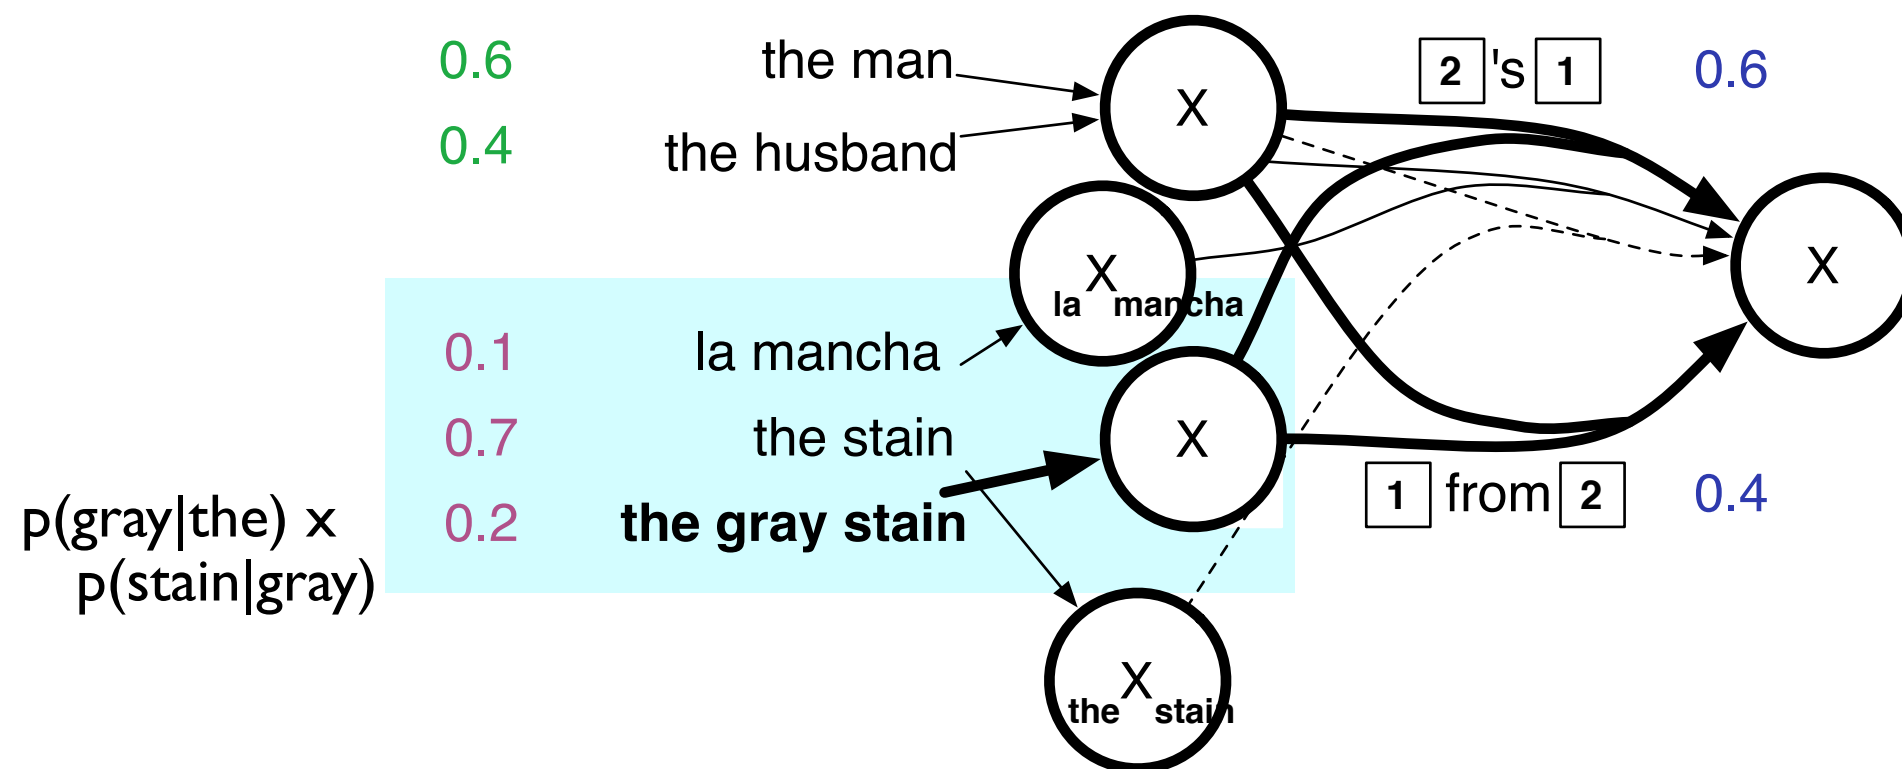 0.6 the man X 2 's 1 0.6
0.4 the husband
X
la X mancha
0.1 la mancha
0.7 the stain X
1 from 2 0.4
p(gray|the) x 0.2 the gray stain
p(stain|gray)
the X stain